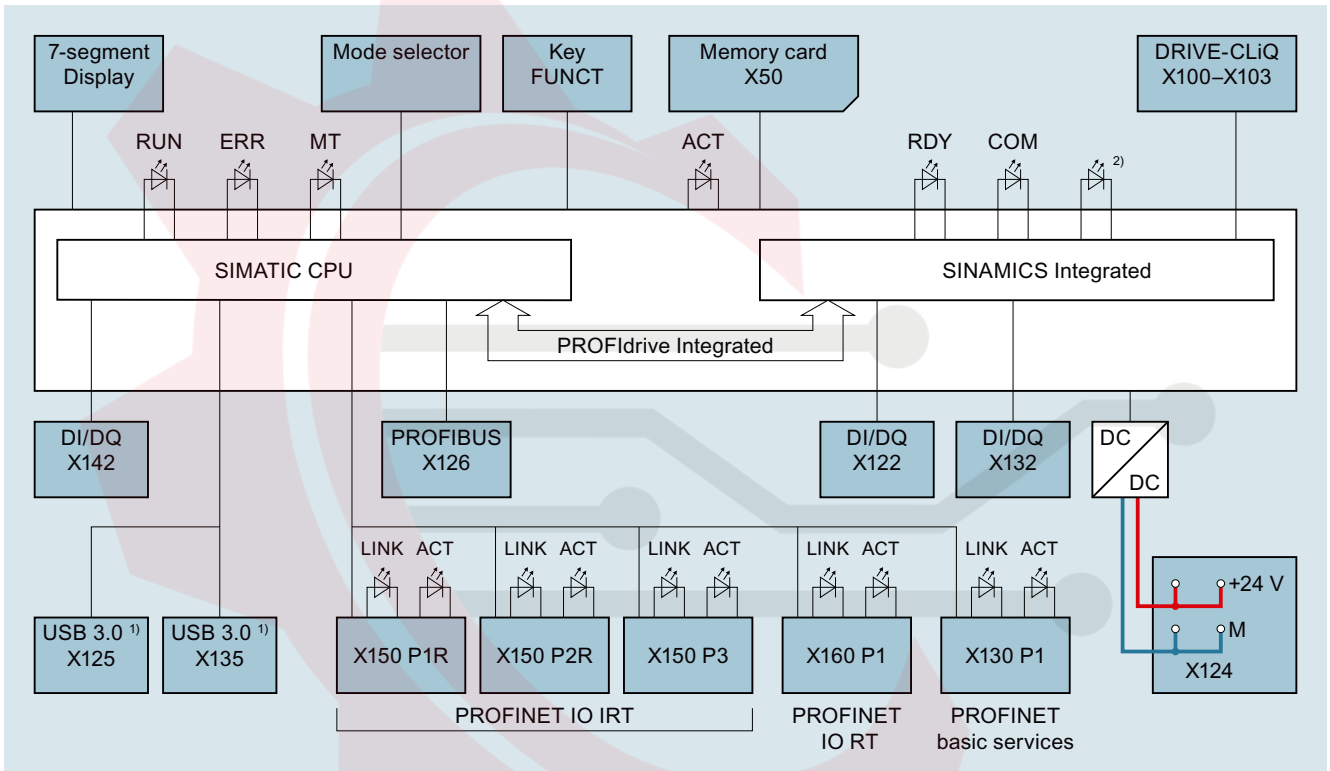 7-segment
Display
Mode selector
Key
FUNCT
Memory card
X50
DRIVE-CLiQ
X100–X103
RUN
ERR
MT
ACT
RDY
COM
2)
SIMATIC CPU
SINAMICS Integrated
PROFIdrive Integrated
DI/DQ
X142
PROFIBUS
X126
DI/DQ
X122
DI/DQ
X132
DC
DC
LINK ACT
LINK ACT
LINK ACT
LINK ACT
LINK ACT
+24 V
M
X124
USB 3.0 1)
X125
USB 3.0 1)
X135
X150 P1R
X150 P2R
X150 P3
X160 P1
X130 P1
PROFINET IO IRT
PROFINET
IO RT
PROFINET
basic services